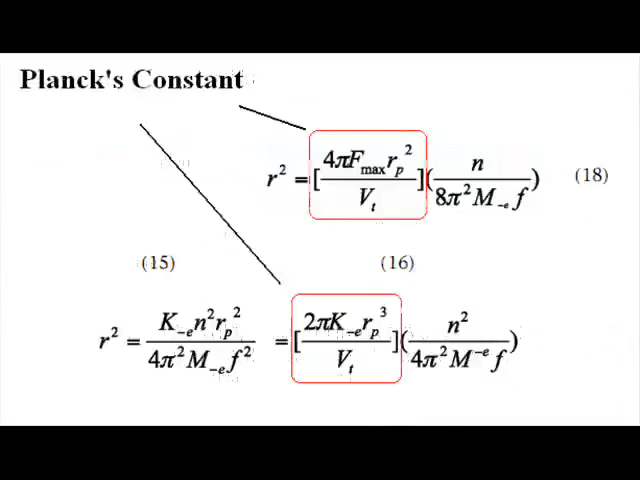 Planck's Constant
r² = [4πF_max r_p² / V_t](n / 8π²M_-e f) (18)
(15) (16)
r² = K_-e n² r_p² / 4π²M_-e f² = [2πK_-e r_p³ / V_t](n² / 4π²M^-e f)